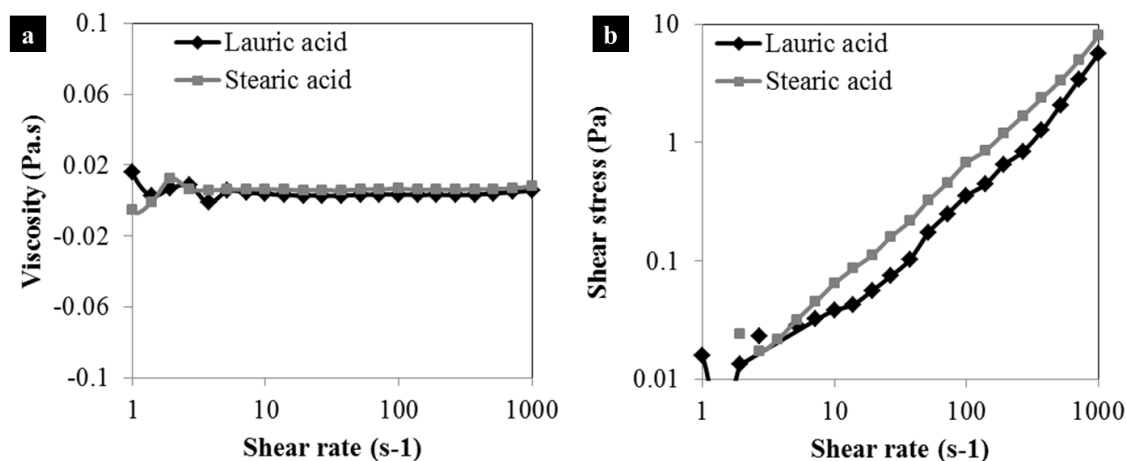 a
Viscosity (Pa.s)
0.1
0.06
0.02
-0.02
-0.06
-0.1
Lauric acid
Stearic acid
1
10
100
1000
Shear rate (s-1)
b
Shear stress (Pa)
10
1
0.1
0.01
Lauric acid
Stearic acid
1
10
100
1000
Shear rate (s-1)